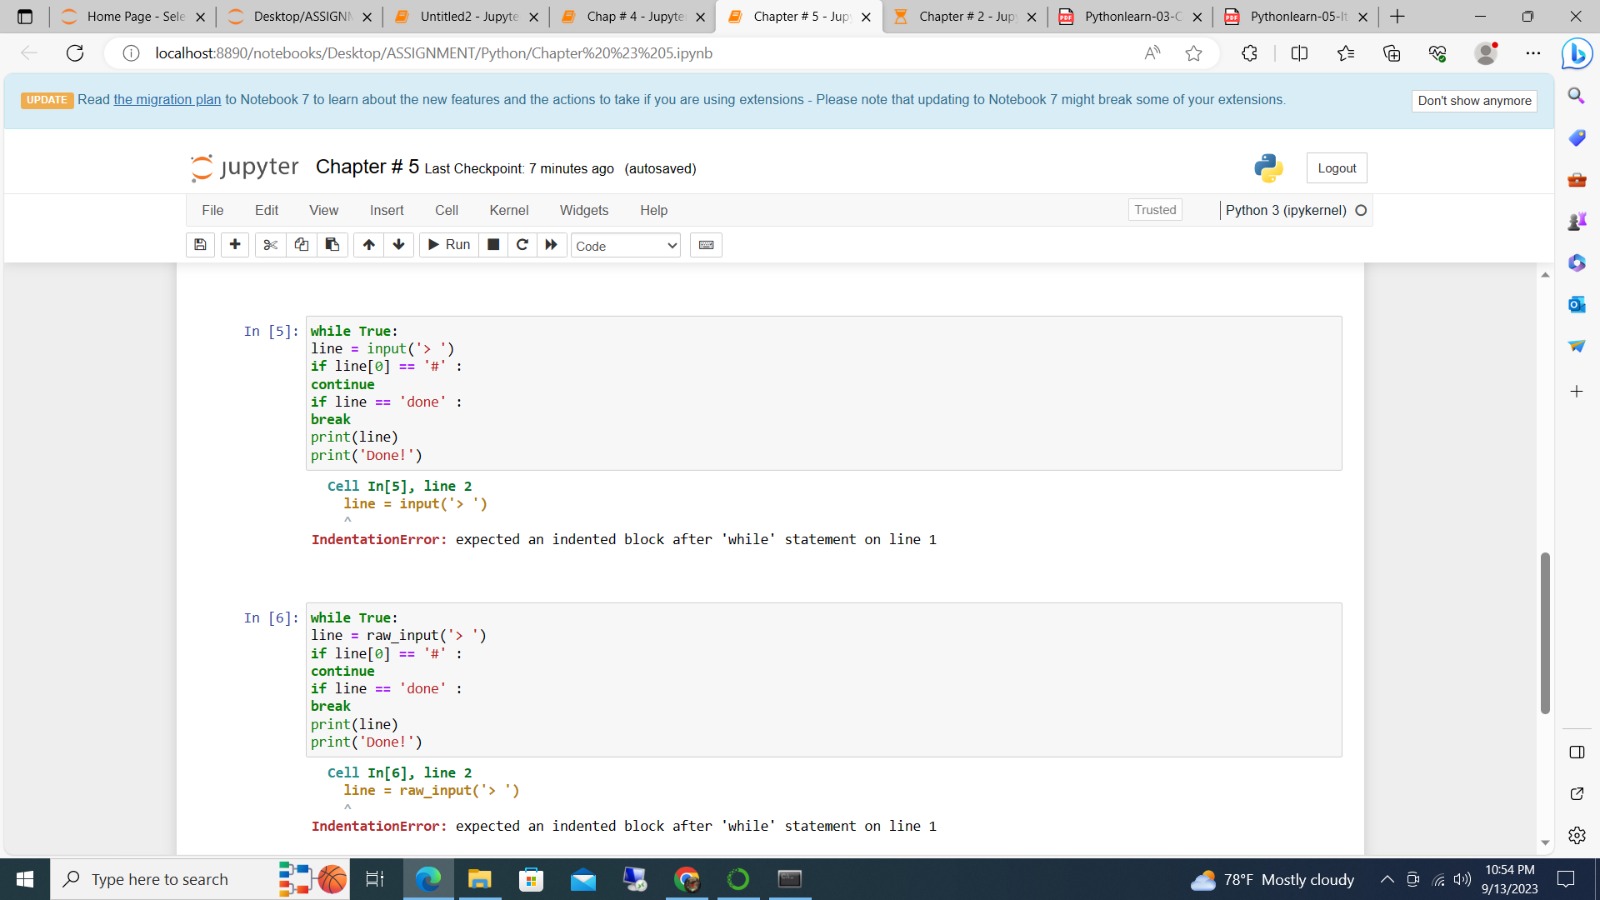 Home Page - Sele
Desktop/ASSIGNM
Untitled2 - Jupyte
Chap # 4 - Jupyte
Chapter # 5 - Jup
Chapter # 2 - Jup
Pythonlearn-03-C
Pythonlearn-05-It
localhost:8890/notebooks/Desktop/ASSIGNMENT/Python/Chapter%20%23%205.ipynb
UPDATE Read the migration plan to Notebook 7 to learn about the new features and the actions to take if you are using extensions - Please note that updating to Notebook 7 might break some of your extensions.
Don't show anymore
jupyter Chapter # 5 Last Checkpoint: 7 minutes ago (autosaved)
Logout
File Edit View Insert Cell Kernel Widgets Help
Trusted
Python 3 (ipykernel)
Run
Code
In [5]: while True:
line = input('> ')
if line[0] == '#' :
continue
if line == 'done' :
break
print(line)
print('Done!')
Cell In[5], line 2
line = input('> ')
^
IndentationError: expected an indented block after 'while' statement on line 1
In [6]: while True:
line = raw_input('> ')
if line[0] == '#' :
continue
if line == 'done' :
break
print(line)
print('Done!')
Cell In[6], line 2
line = raw_input('> ')
^
IndentationError: expected an indented block after 'while' statement on line 1
Type here to search
78°F Mostly cloudy
10:54 PM
9/13/2023